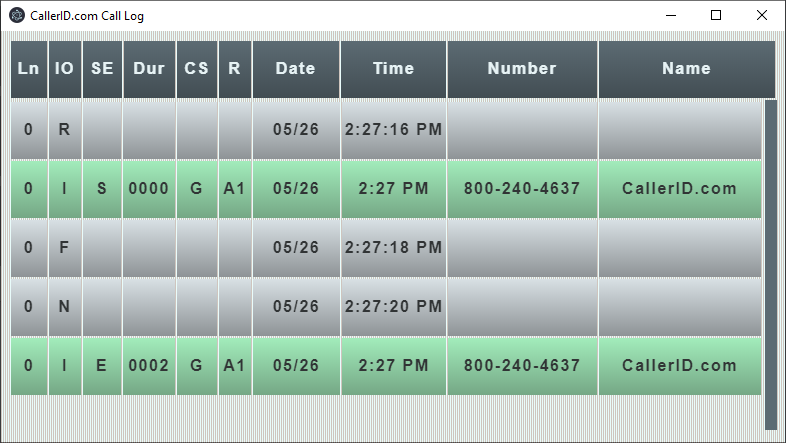 CallerID.com Call Log
Ln IO SE Dur CS R Date Time Number Name
0 R 05/26 2:27:16 PM
0 I S 0000 G A1 05/26 2:27 PM 800-240-4637 CallerID.com
0 F 05/26 2:27:18 PM
0 N 05/26 2:27:20 PM
0 I E 0002 G A1 05/26 2:27 PM 800-240-4637 CallerID.com